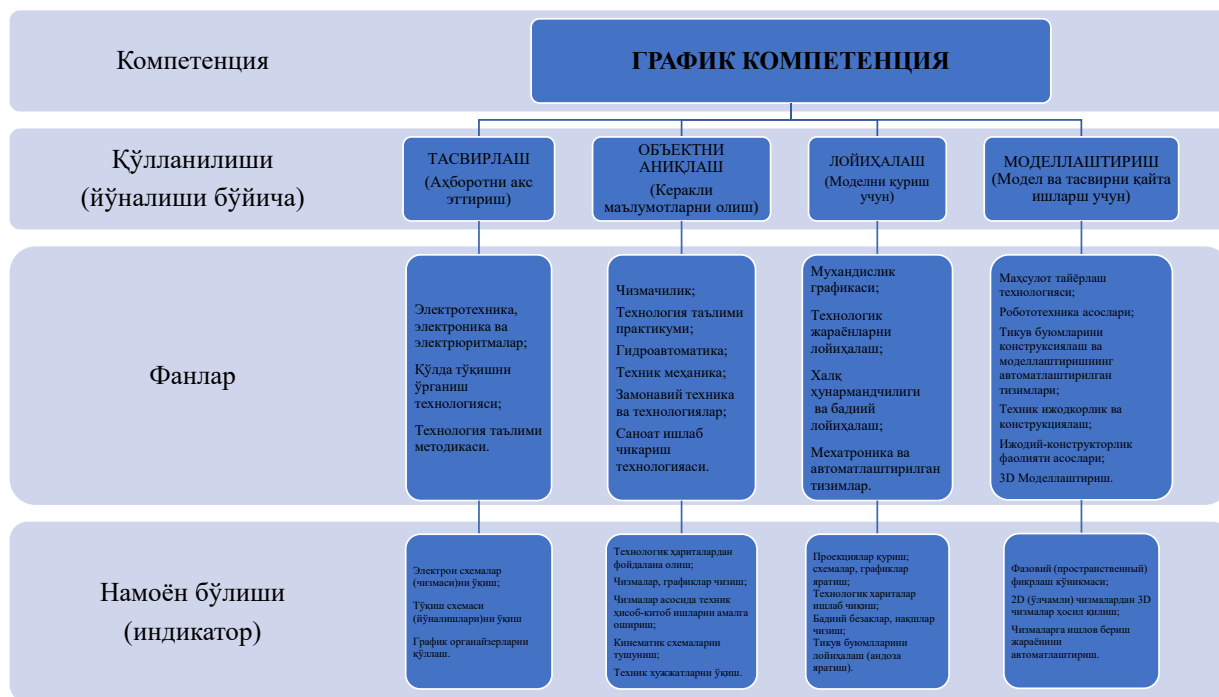 Компетенция
ГРАФИК КОМПЕТЕНЦИЯ
Қўлланилиши
(йўналиши бўйича)
ТАСВИРЛАШ
(Ахборотни акс
эттириш)
ОБЪЕКТНИ
АНИҚЛАШ
(Керакли
маълумотларни олиш)
ЛОЙИҲАЛАШ
(Моделни қуриш
учун)
МОДЕЛЛАШТИРИШ
(Модел ва тасвирни қайта
ишларш учун)
Фанлар
Электротехника,
электроника ва
электрюритмалар;
Қўлда тўқишни
ўрганиш
технологияси;
Технология таълими
методикаси.
Чизмачилик;
Технология таълими
практикуми;
Гидроавтоматика;
Техник меҳаника;
Замонавий техника
ва технологиялар;
Саноат ишлаб
чикариш
технологияаси.
Мухандислик
графикаси;
Технологик
жараёнларни
лойиҳалаш;
Халқ
ҳунармандчилиги
ва бадиий
лойиҳалаш;
Мехатроника ва
автоматлаштирилган
тизимлар.
Маҳсулот тайёрлаш
технологияси;
Робототехника асослари;
Тикув буюмларини
конструксиялаш ва
моделлаштиришнинг
автоматлаштирилган
тизимлари;
Техник ижодкорлик ва
конструкциялаш;
Ижодий-конструкторлик
фаолияти асослари;
3D Моделлаштириш.
Намоён бўлиши
(индикатор)
Электрон схемалар
(чизмаси)ни ўқиш;
Тўқиш схемаси
(йўналишлари)ни ўқиш
График органайзерларни
қўллаш.
Технологик ҳариталардан
фойдалана олиш;
Чизмалар, графиклар чизиш;
Чизмалар асосида техник
ҳисоб-китоб ишларни амалга
ошириш;
Кинематик схемаларни
тушуниш;
Техник хужжатларни ўқиш.
Проекциялар қуриш;
схемалар, графиклар
яратиш;
Технологик хариталар
ишлаб чиқиш;
Бадиий безаклар, нақшлар
чизиш;
Тикув буюмлларини
лойиҳалаш (андоза
яратиш).
Фазовий (пространственный)
фикрлаш кўникмаси;
2D (ўлчамли) чизмалардан 3D
чизмалар ҳосил қилиш;
Чизмаларга ишлов бериш
жараёнини
автоматлаштириш.